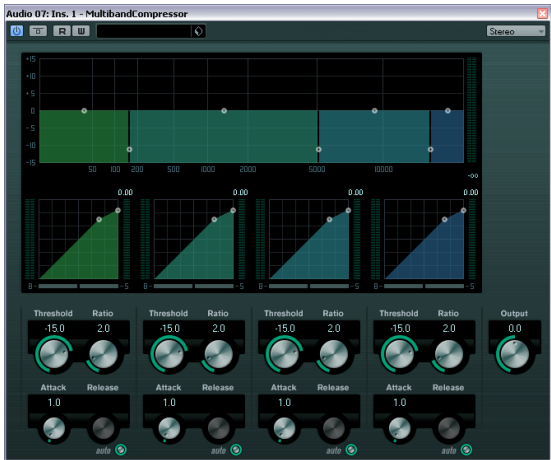 Audio 07: Ins. 1 - MultibandCompressor
R W Stereo
+15
+10
+5
0
-5
-10
-15
50 100 200 500 1000 2000 5000 10000
-oo
0.00 0.00 0.00 0.00
B S B S B S B S
Threshold Ratio Threshold Ratio Threshold Ratio Threshold Ratio Output
-15.0 2.0 -15.0 2.0 -15.0 2.0 -15.0 2.0 0.0
Attack Release Attack Release Attack Release Attack Release
1.0 1.0 1.0 1.0
auto auto auto auto